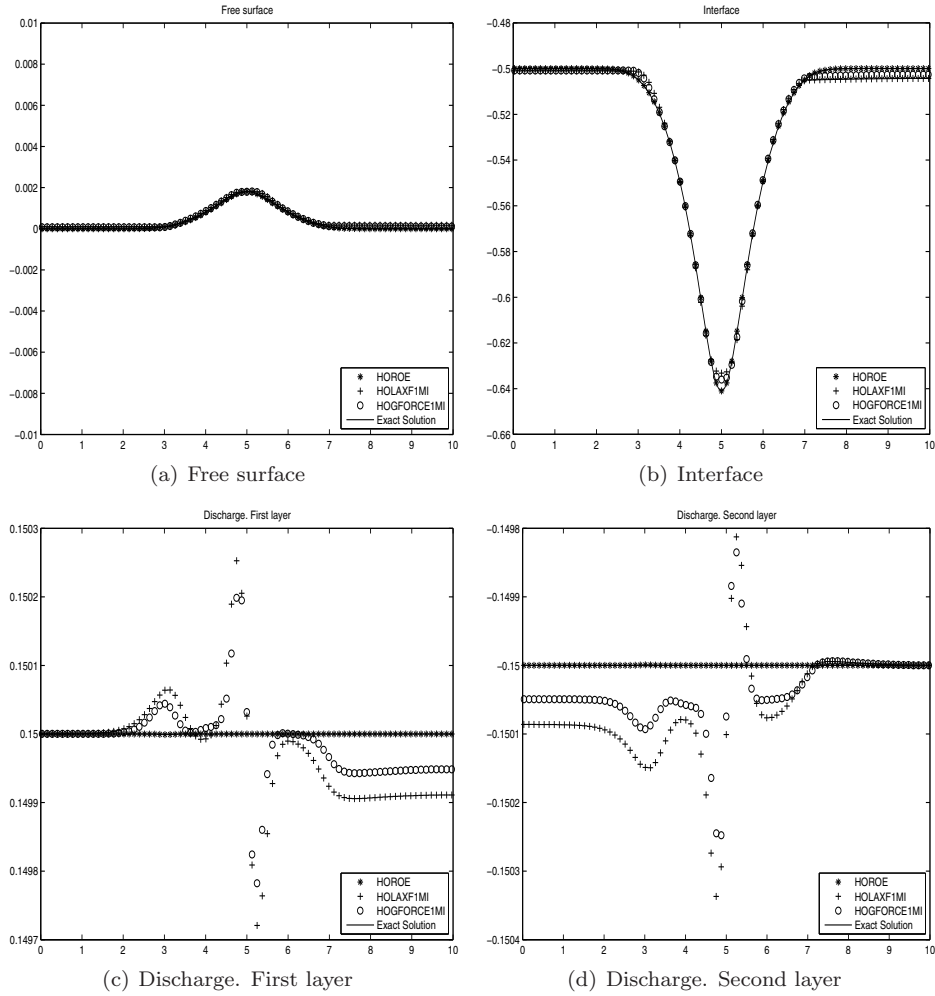 Free surface
0.01
0.008
0.006
0.004
0.002
0
−0.002
−0.004
−0.006
−0.008
−0.01
0 1 2 3 4 5 6 7 8 9 10
HOROE
HOLAXF1MI
HOGFORCE1MI
Exact Solution
(a) Free surface
Interface
−0.48
−0.5
−0.52
−0.54
−0.56
−0.58
−0.6
−0.62
−0.64
−0.66
0 1 2 3 4 5 6 7 8 9 10
HOROE
HOLAXF1MI
HOGFORCE1MI
Exact Solution
(b) Interface
Discharge. First layer
0.1503
0.1502
0.1501
0.15
0.1499
0.1498
0.1497
0 1 2 3 4 5 6 7 8 9 10
HOROE
HOLAXF1MI
HOGFORCE1MI
Exact Solution
(c) Discharge. First layer
Discharge. Second layer
−0.1498
−0.1499
−0.15
−0.1501
−0.1502
−0.1503
−0.1504
0 1 2 3 4 5 6 7 8 9 10
HOROE
HOLAXF1MI
HOGFORCE1MI
Exact Solution
(d) Discharge. Second layer